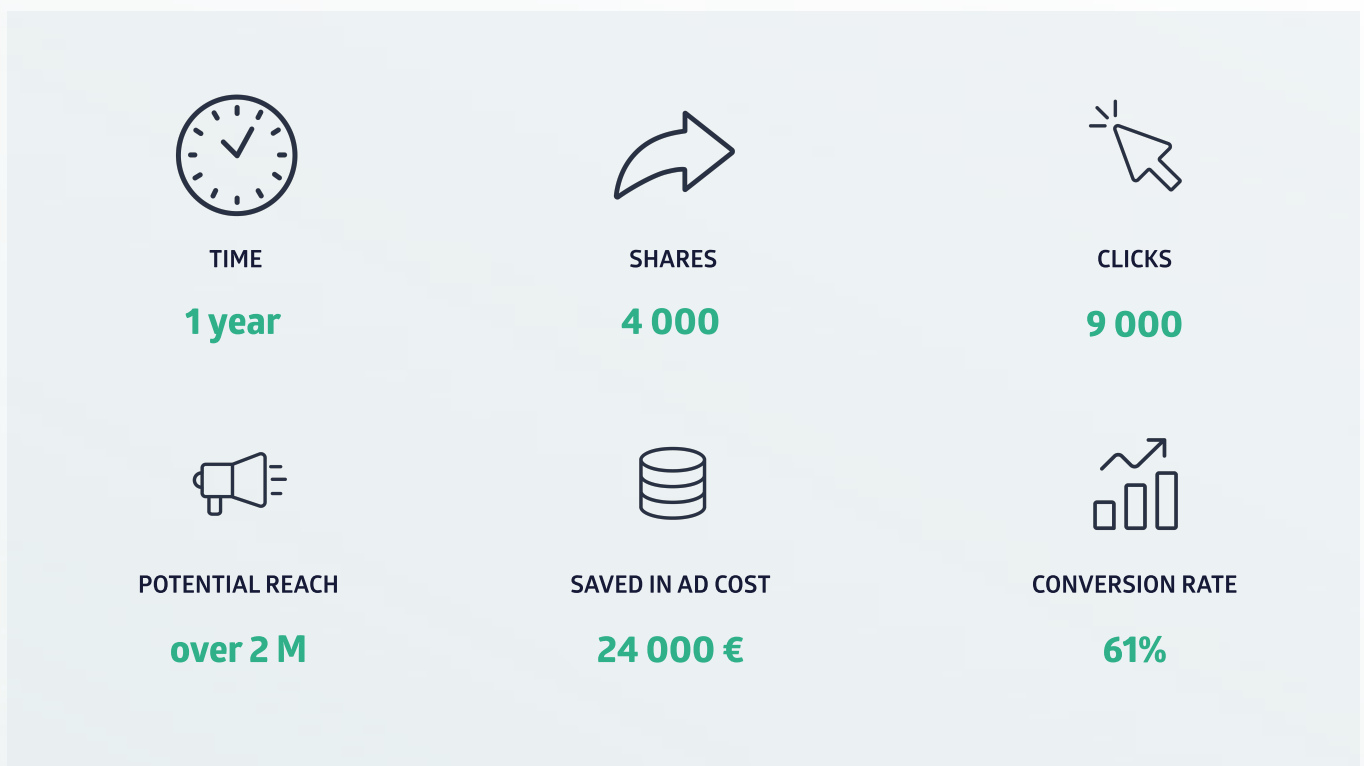 TIME
SHARES
CLICKS
1 year
4 000
9 000
POTENTIAL REACH
SAVED IN AD COST
CONVERSION RATE
over 2 M
24 000 €
61%